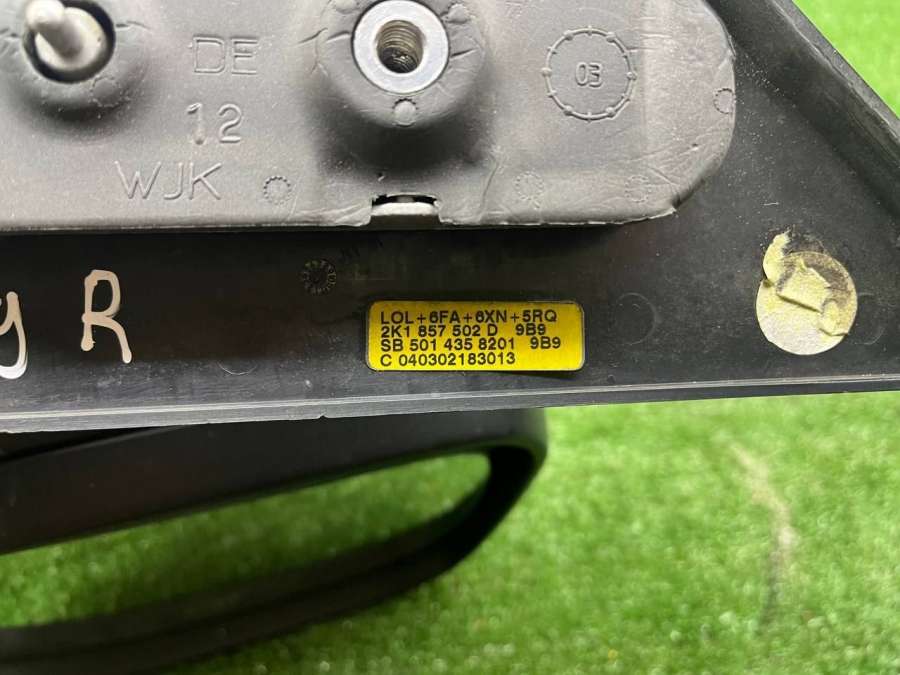 DE
03
12
WJK
y R
LOL+6FA+6XN+5RQ
2K1 857 502 D 9B9
SB 501 435 8201 9B9
C 040302183013